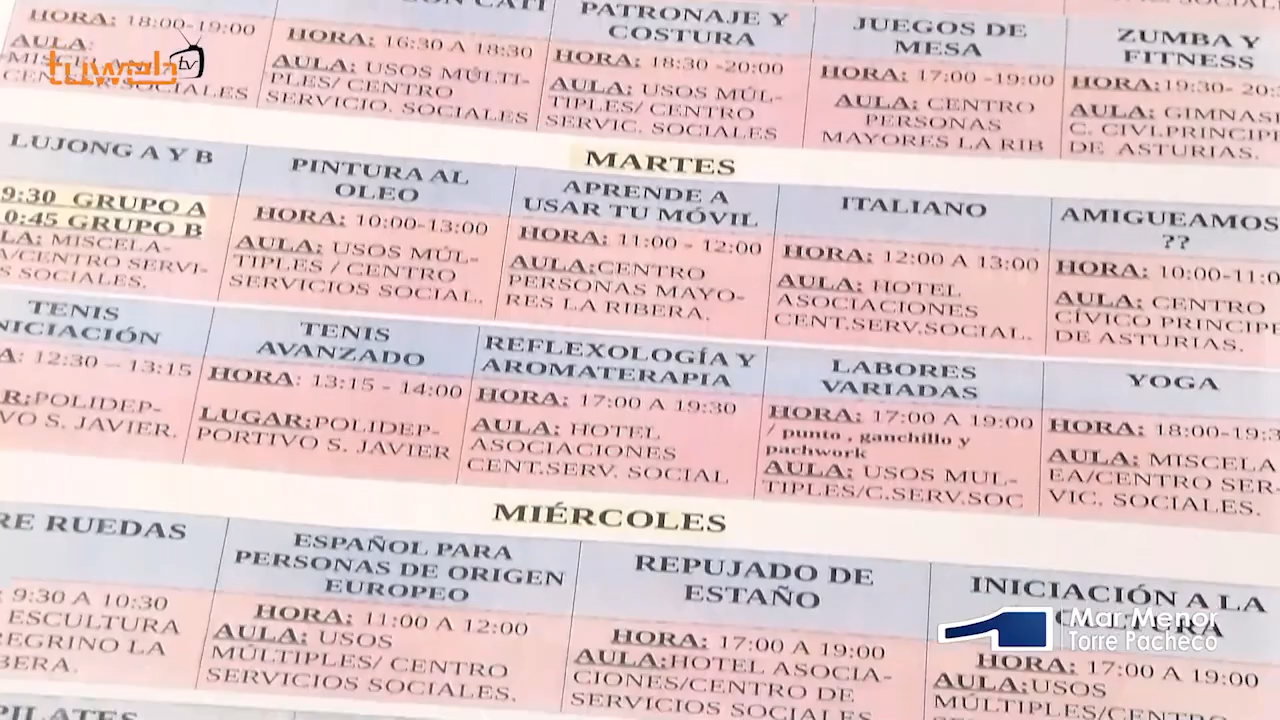 HORA: 18:00-19:00
AULA:
HORA: 16:30 A 18:30
AULA: USOS MÚLTI-
PLES/ CENTRO
SERVICIO. SOCIALES
PATRONAJE Y
COSTURA
HORA: 18:30 -20:00
AULA: USOS MÚL-
TIPLES/ CENTRO
SERVIC. SOCIALES
JUEGOS DE
MESA
HORA: 17:00 -19:00
AULA: CENTRO
PERSONAS
MAYORES LA RIB
ZUMBA Y
FITNESS
HORA:19:30- 20:3
AULA: GIMNASI
C. CIVI.PRINCIPI
DE ASTURIAS.
tuweb tv
MARTES
LUJONG A Y B
9:30 GRUPO A
0:45 GRUPO B
LA: MISCELA-
A/CENTRO SERVI-
S SOCIALES.
PINTURA AL
OLEO
HORA: 10:00-13:00
AULA: USOS MÚL-
TIPLES / CENTRO
SERVICIOS SOCIAL.
APRENDE A
USAR TU MÓVIL
HORA: 11:00 - 12:00
AULA:CENTRO
PERSONAS MAYO-
RES LA RIBERA.
ITALIANO
HORA: 12:00 A 13:00
AULA: HOTEL
ASOCIACIONES
CENT.SERV.SOCIAL.
AMIGUEAMOS
??
HORA: 10:00-11:0
AULA: CENTRO
CÍVICO PRINCIPE
DE ASTURIAS.
TENIS
NICIACIÓN
A: 12:30 – 13:15
R:POLIDEP-
VO S. JAVIER.
TENIS
AVANZADO
HORA: 13:15 - 14:00
LUGAR:POLIDEP-
PORTIVO S. JAVIER
REFLEXOLOGÍA Y
AROMATERAPIA
HORA: 17:00 A 19:30
AULA: HOTEL
ASOCIACIONES
CENT.SERV. SOCIAL
LABORES
VARIADAS
HORA: 17:00 A 19:00
/ punto , ganchillo y
pachwork
AULA: USOS MUL-
TIPLES/C.SERV.SOC
YOGA
HORA: 18:00-19:3
AULA: MISCELA
EA/CENTRO SER-
VIC. SOCIALES.
MIÉRCOLES
RE RUEDAS
9:30 A 10:30
ESCULTURA
REGRINO LA
BERA.
ESPAÑOL PARA
PERSONAS DE ORIGEN
EUROPEO
HORA: 11:00 A 12:00
AULA: USOS
MÚLTIPLES/ CENTRO
SERVICIOS SOCIALES.
REPUJADO DE
ESTAÑO
HORA: 17:00 A 19:00
AULA:HOTEL ASOCIA-
CIONES/CENTRO DE
SERVICIOS SOCIALES
INICIACIÓN A LA
HORA: 17:00 A 19:00
AULA:USOS
MÚLTIPLES/CENTRO
1 Mar Menor
Torre Pacheco
PILATES